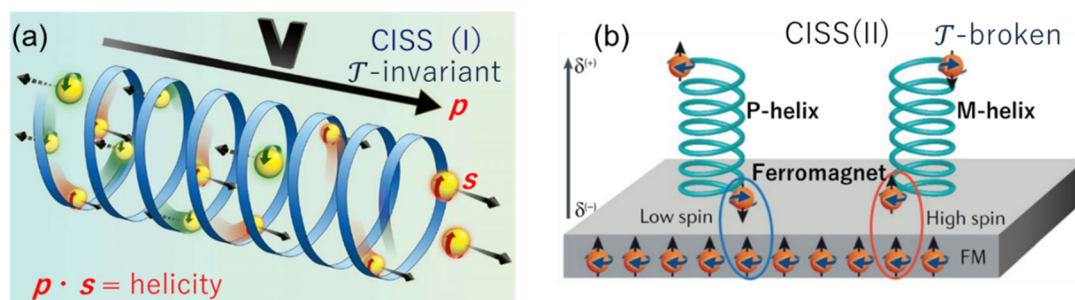 (a)
V
CISS (I)
𝒯-invariant
p
s
p · s = helicity
(b)
CISS(II)
𝒯-broken
δ(+)
P-helix
M-helix
Ferromagnet
δ(−)
Low spin
High spin
FM